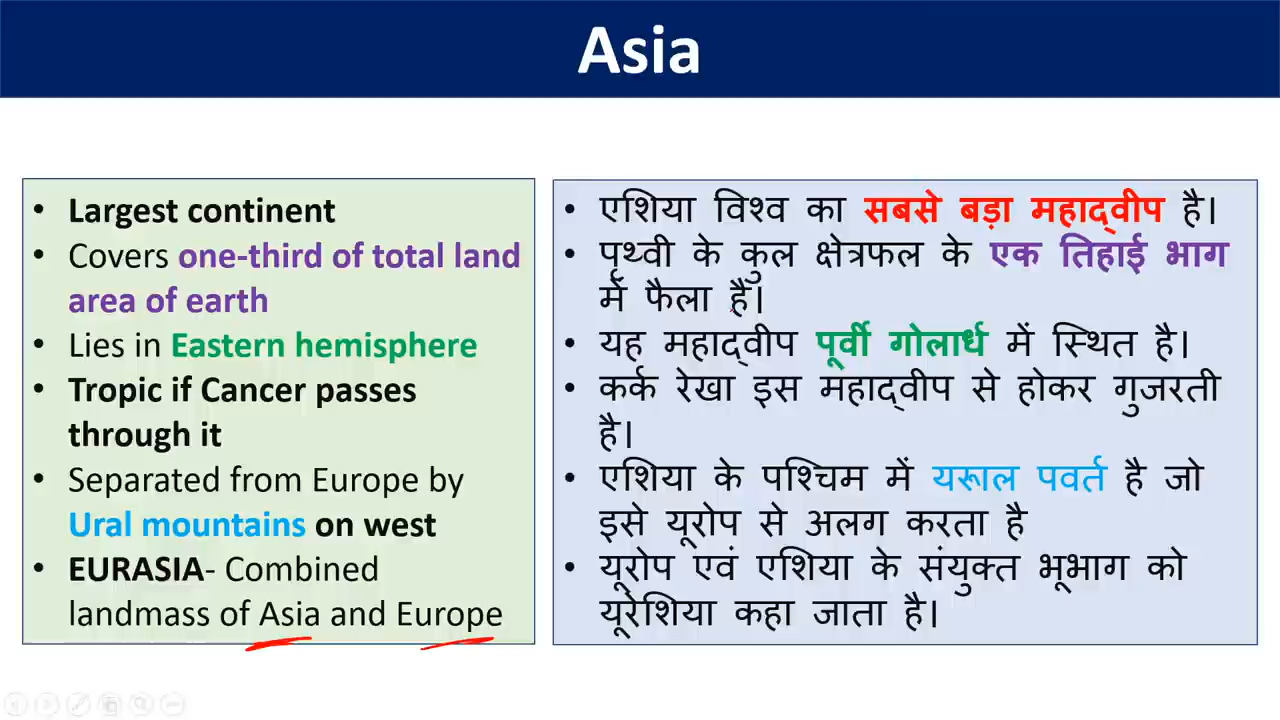 Asia
• Largest continent
• Covers one-third of total land
area of earth
• Lies in Eastern hemisphere
• Tropic if Cancer passes
through it
• Separated from Europe by
Ural mountains on west
• EURASIA- Combined
landmass of Asia and Europe
• एशिया विश्व का सबसे बड़ा महाद्वीप है।
• पृथ्वी के कुल क्षेत्रफल के एक तिहाई भाग
में फैला है।
• यह महाद्वीप पूर्वी गोलार्ध में स्थित है।
• कर्क रेखा इस महाद्वीप से होकर गुजरती
है।
• एशिया के पश्चिम में यरूाल पवर्त है जो
इसे यूरोप से अलग करता है
• यूरोप एवं एशिया के संयुक्त भूभाग को
यूरेशिया कहा जाता है।